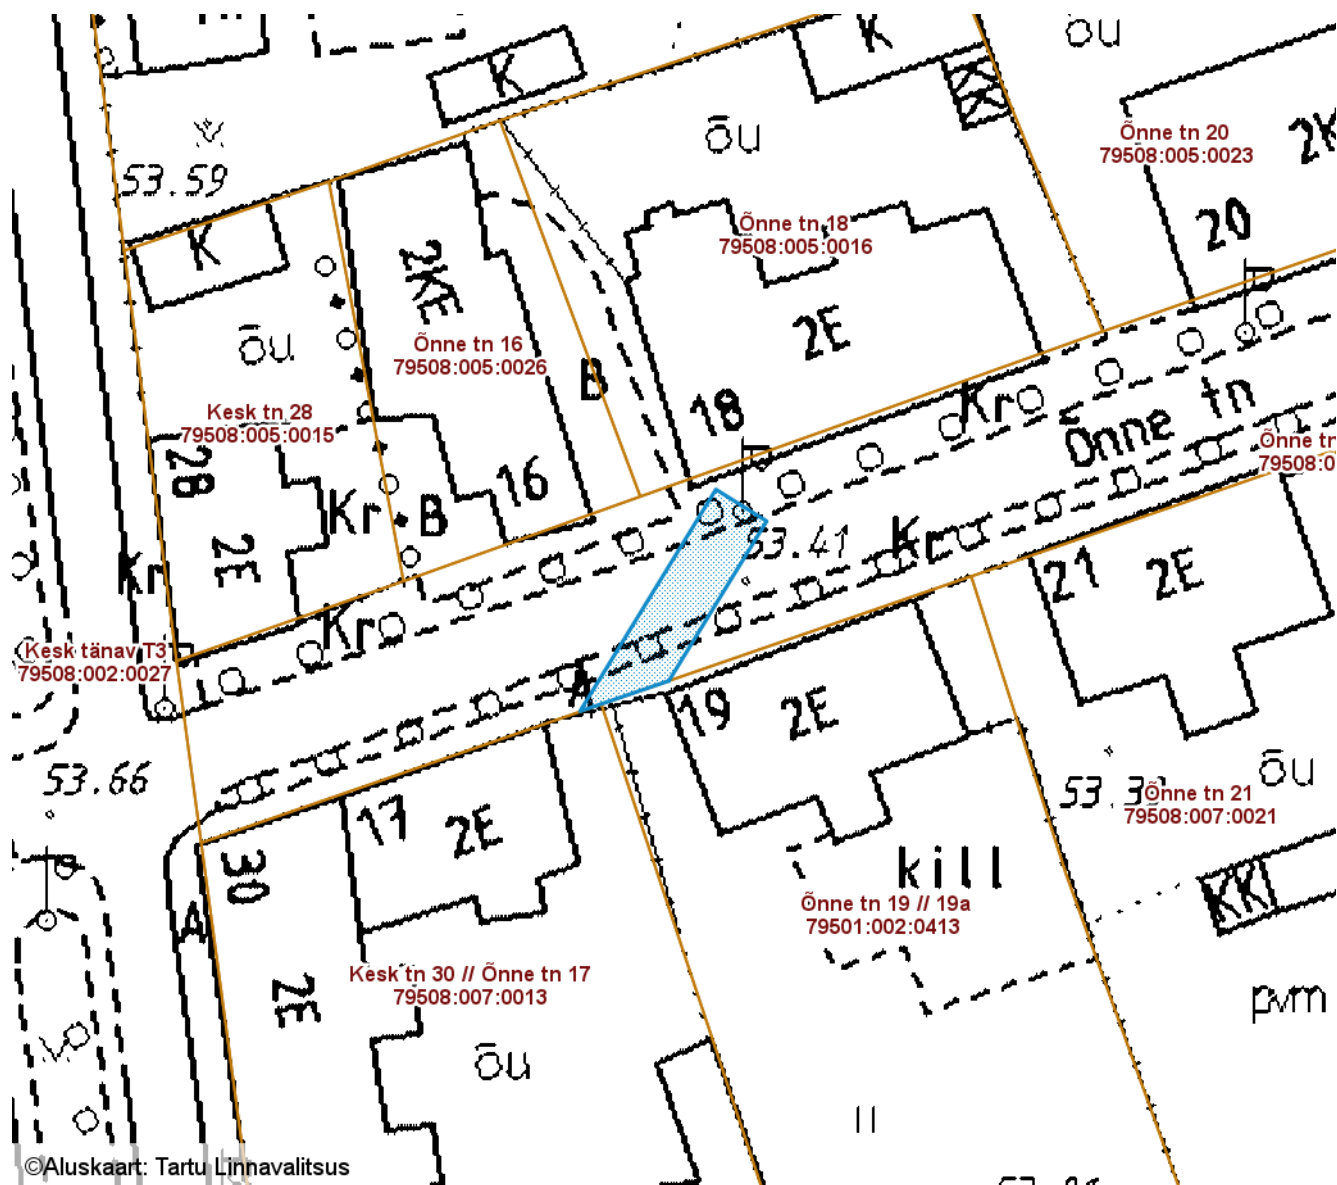 K
K
õu
KK
õu
Õnne tn 20
79508:005:0023
53.59
20
K
Õnne tn 18
79508:005:0016
2KE
õu
2E
Õnne tn 16
79508:005:0026
B
18
Kr
Õnne tn
Kesk tn 28
79508:005:0015
Õnne tn
28
16
Kr
B
53.41
Kr
2E
Kr
21
2E
Kr
Kesk tänav T3
79508:002:0027
A
19
2E
53.66
õu
Õnne tn 21
79508:007:0021
17
2E
30
kill
KK
A
Õnne tn 19 // 19a
79501:002:0413
Kesk tn 30 // Õnne tn 17
79508:007:0013
2E
pvm
õu
II
©Aluskaart: Tartu Linnavalitsus